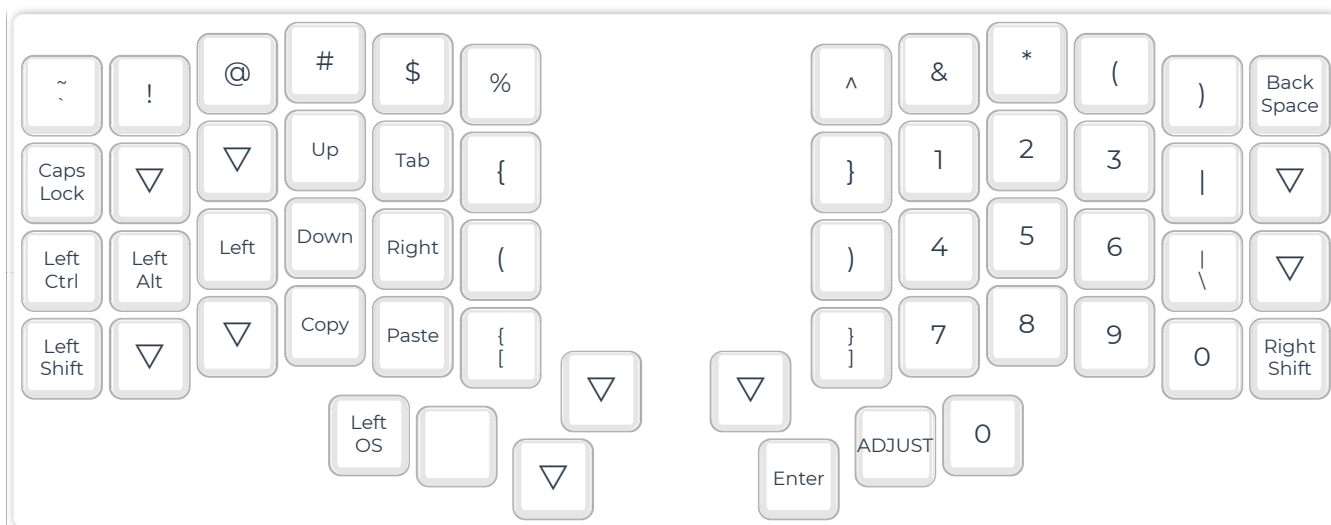 ~ ! @ # $ % ^ & * ( ) Back
` Space
Caps ▽ ▽ Up Tab { } 1 2 3 | ▽
Lock
Left Left Left Down Right ( ) 4 5 6 | ▽
Ctrl Alt \
Left ▽ ▽ Copy Paste { } 7 8 9 0 Right
Shift [ ] Shift
▽ ▽
Left ADJUST 0
OS
▽ Enter